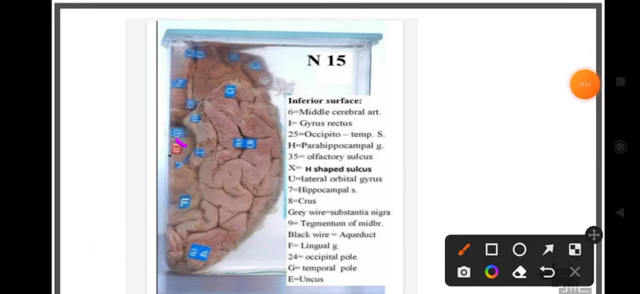 N 15
Inferior surface:
6=Middle cerebral art.
I= Gyrus rectus
25=Occipito – temp. S.
H=Parahippocampal g.
35= olfactory sulcus
X= H shaped sulcus
U=lateral orbital gyrus
7=Hippocampal s.
8=Crus
Grey wire=substantia nigra
9= Tegmentum of midbr.
Black wire = Aqueduct
F= Lingual g.
24= occipital pole.
G= temporal pole
E=Uncus